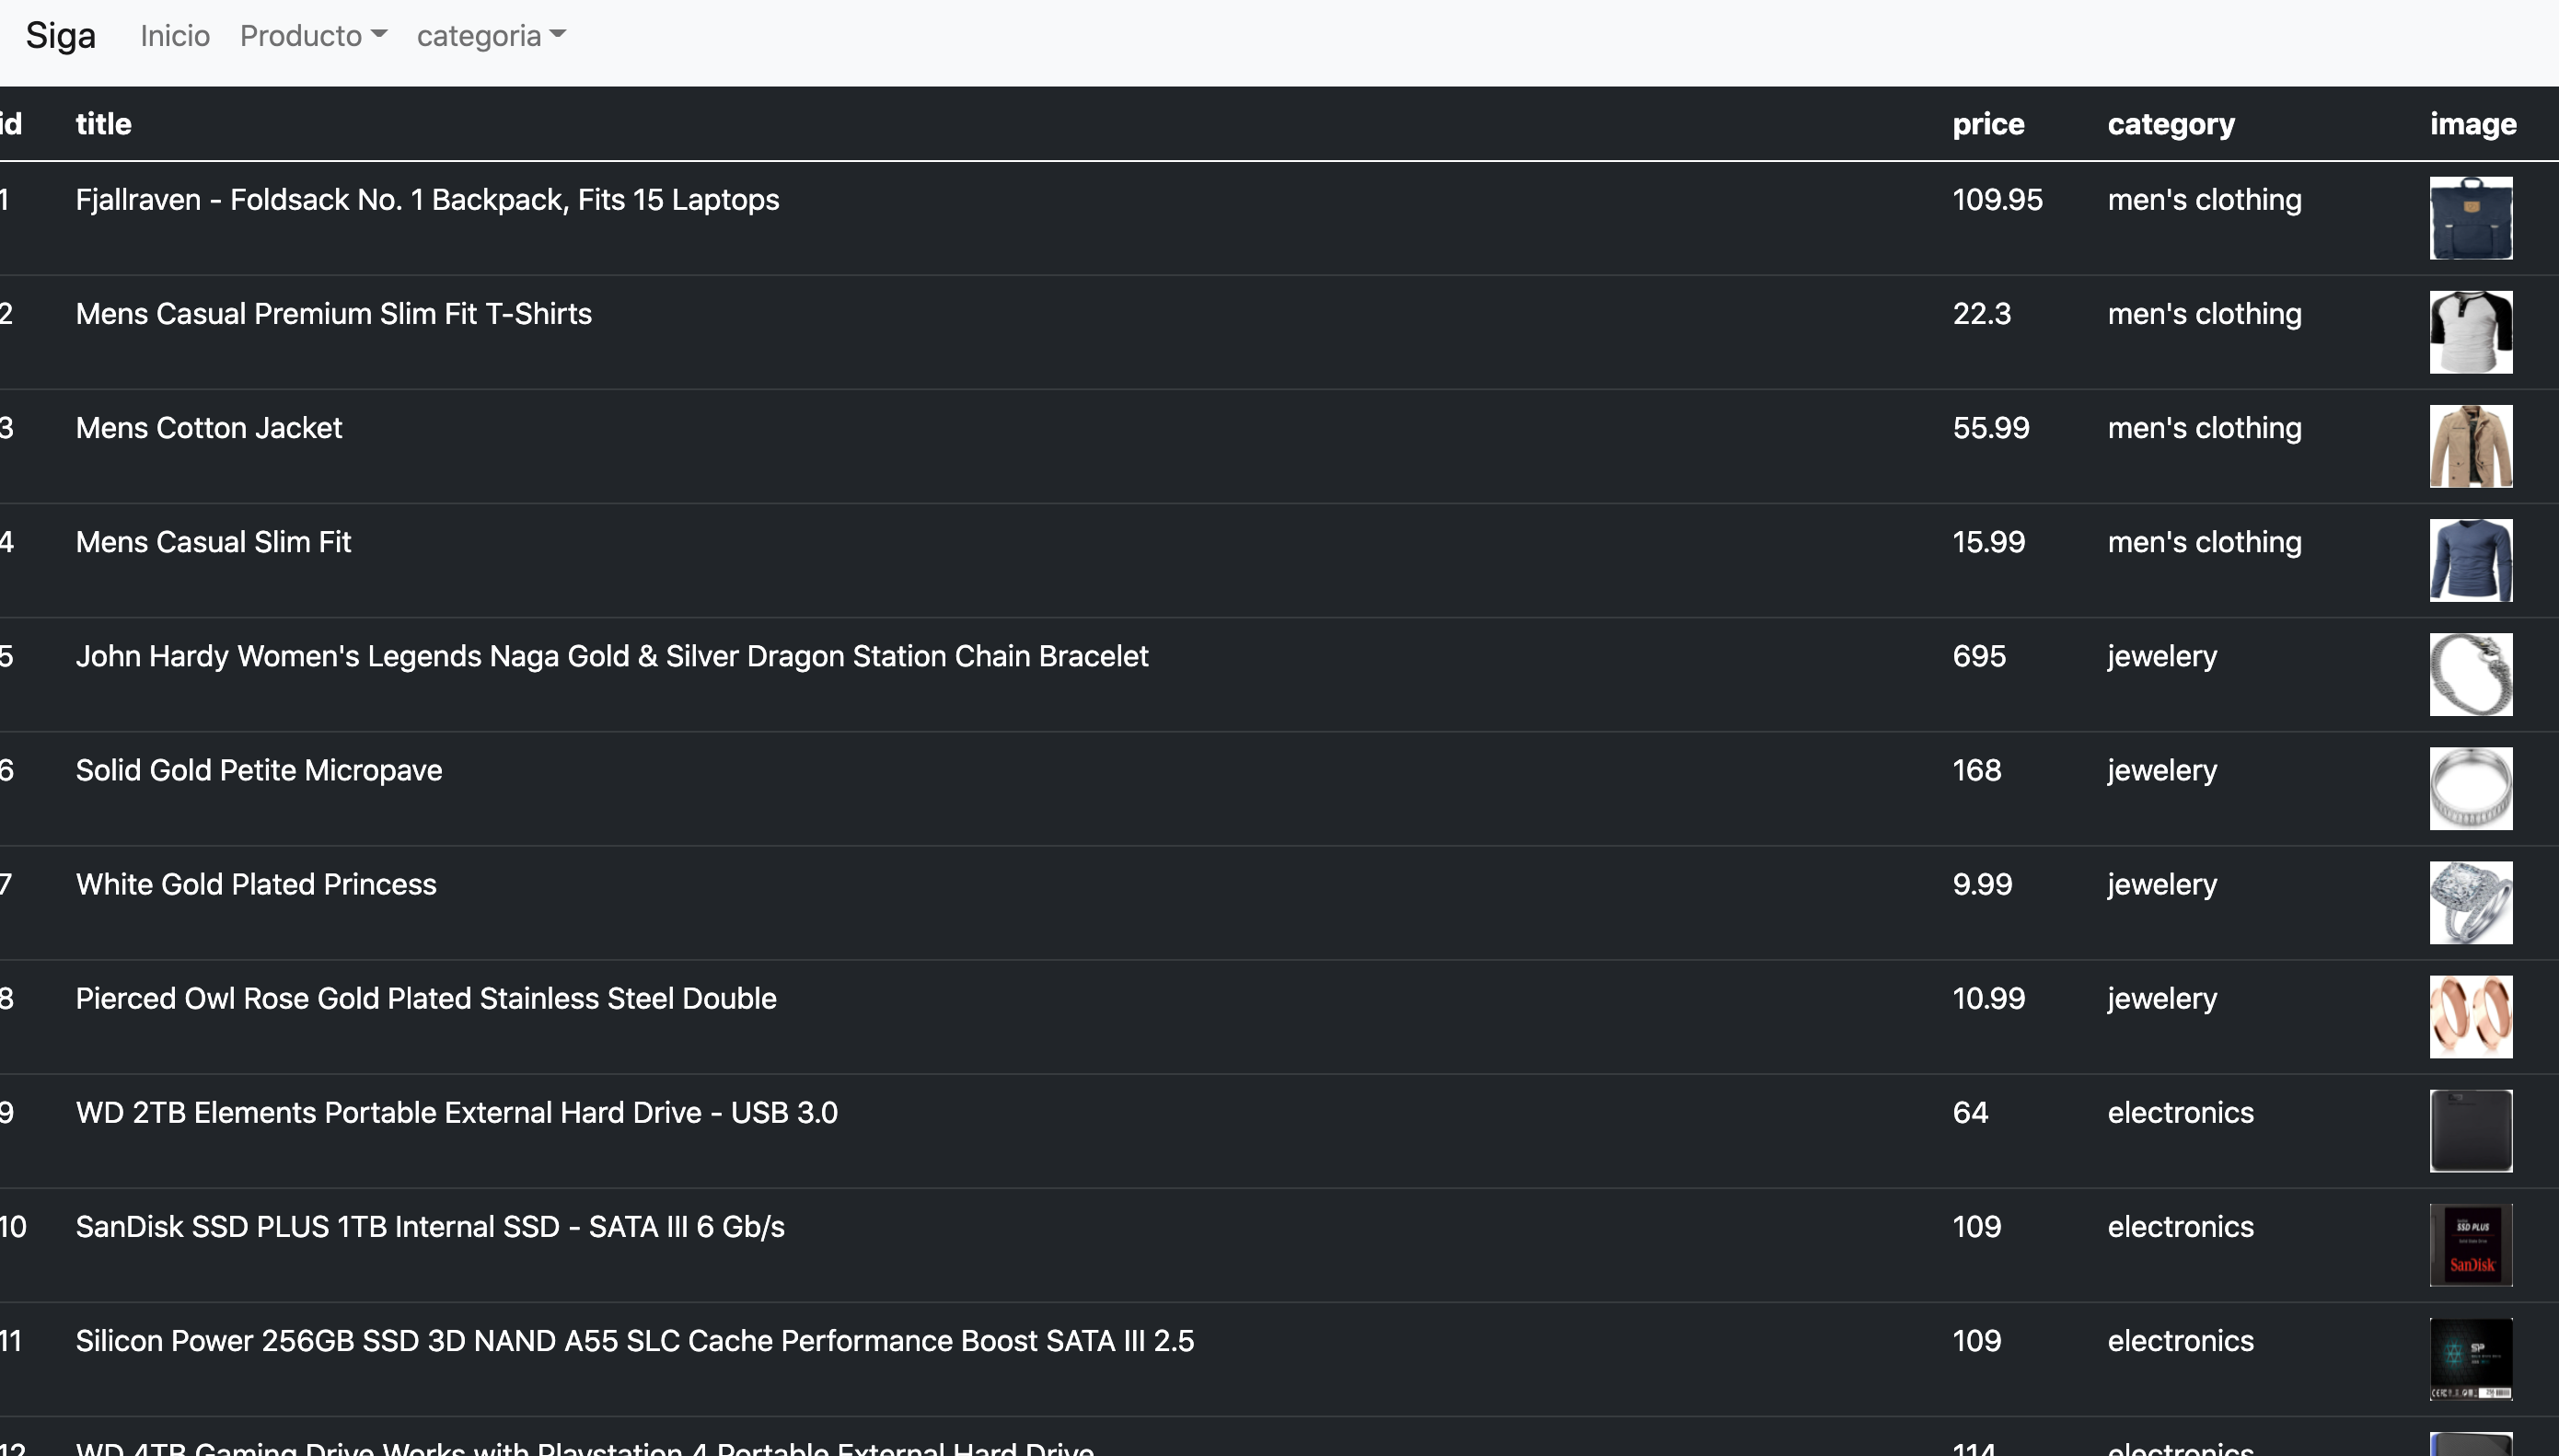 Siga Inicio Producto categoria
id title price category image
1 Fjallraven - Foldsack No. 1 Backpack, Fits 15 Laptops 109.95 men's clothing
2 Mens Casual Premium Slim Fit T-Shirts 22.3 men's clothing
3 Mens Cotton Jacket 55.99 men's clothing
4 Mens Casual Slim Fit 15.99 men's clothing
5 John Hardy Women's Legends Naga Gold & Silver Dragon Station Chain Bracelet 695 jewelery
6 Solid Gold Petite Micropave 168 jewelery
7 White Gold Plated Princess 9.99 jewelery
8 Pierced Owl Rose Gold Plated Stainless Steel Double 10.99 jewelery
9 WD 2TB Elements Portable External Hard Drive - USB 3.0 64 electronics
10 SanDisk SSD PLUS 1TB Internal SSD - SATA III 6 Gb/s 109 electronics
SSD PLUS
SanDisk
11 Silicon Power 256GB SSD 3D NAND A55 SLC Cache Performance Boost SATA III 2.5 109 electronics
SP
12 WD 4TB Gaming Drive Works with Playstation 4 Portable External Hard Drive 114 electronics